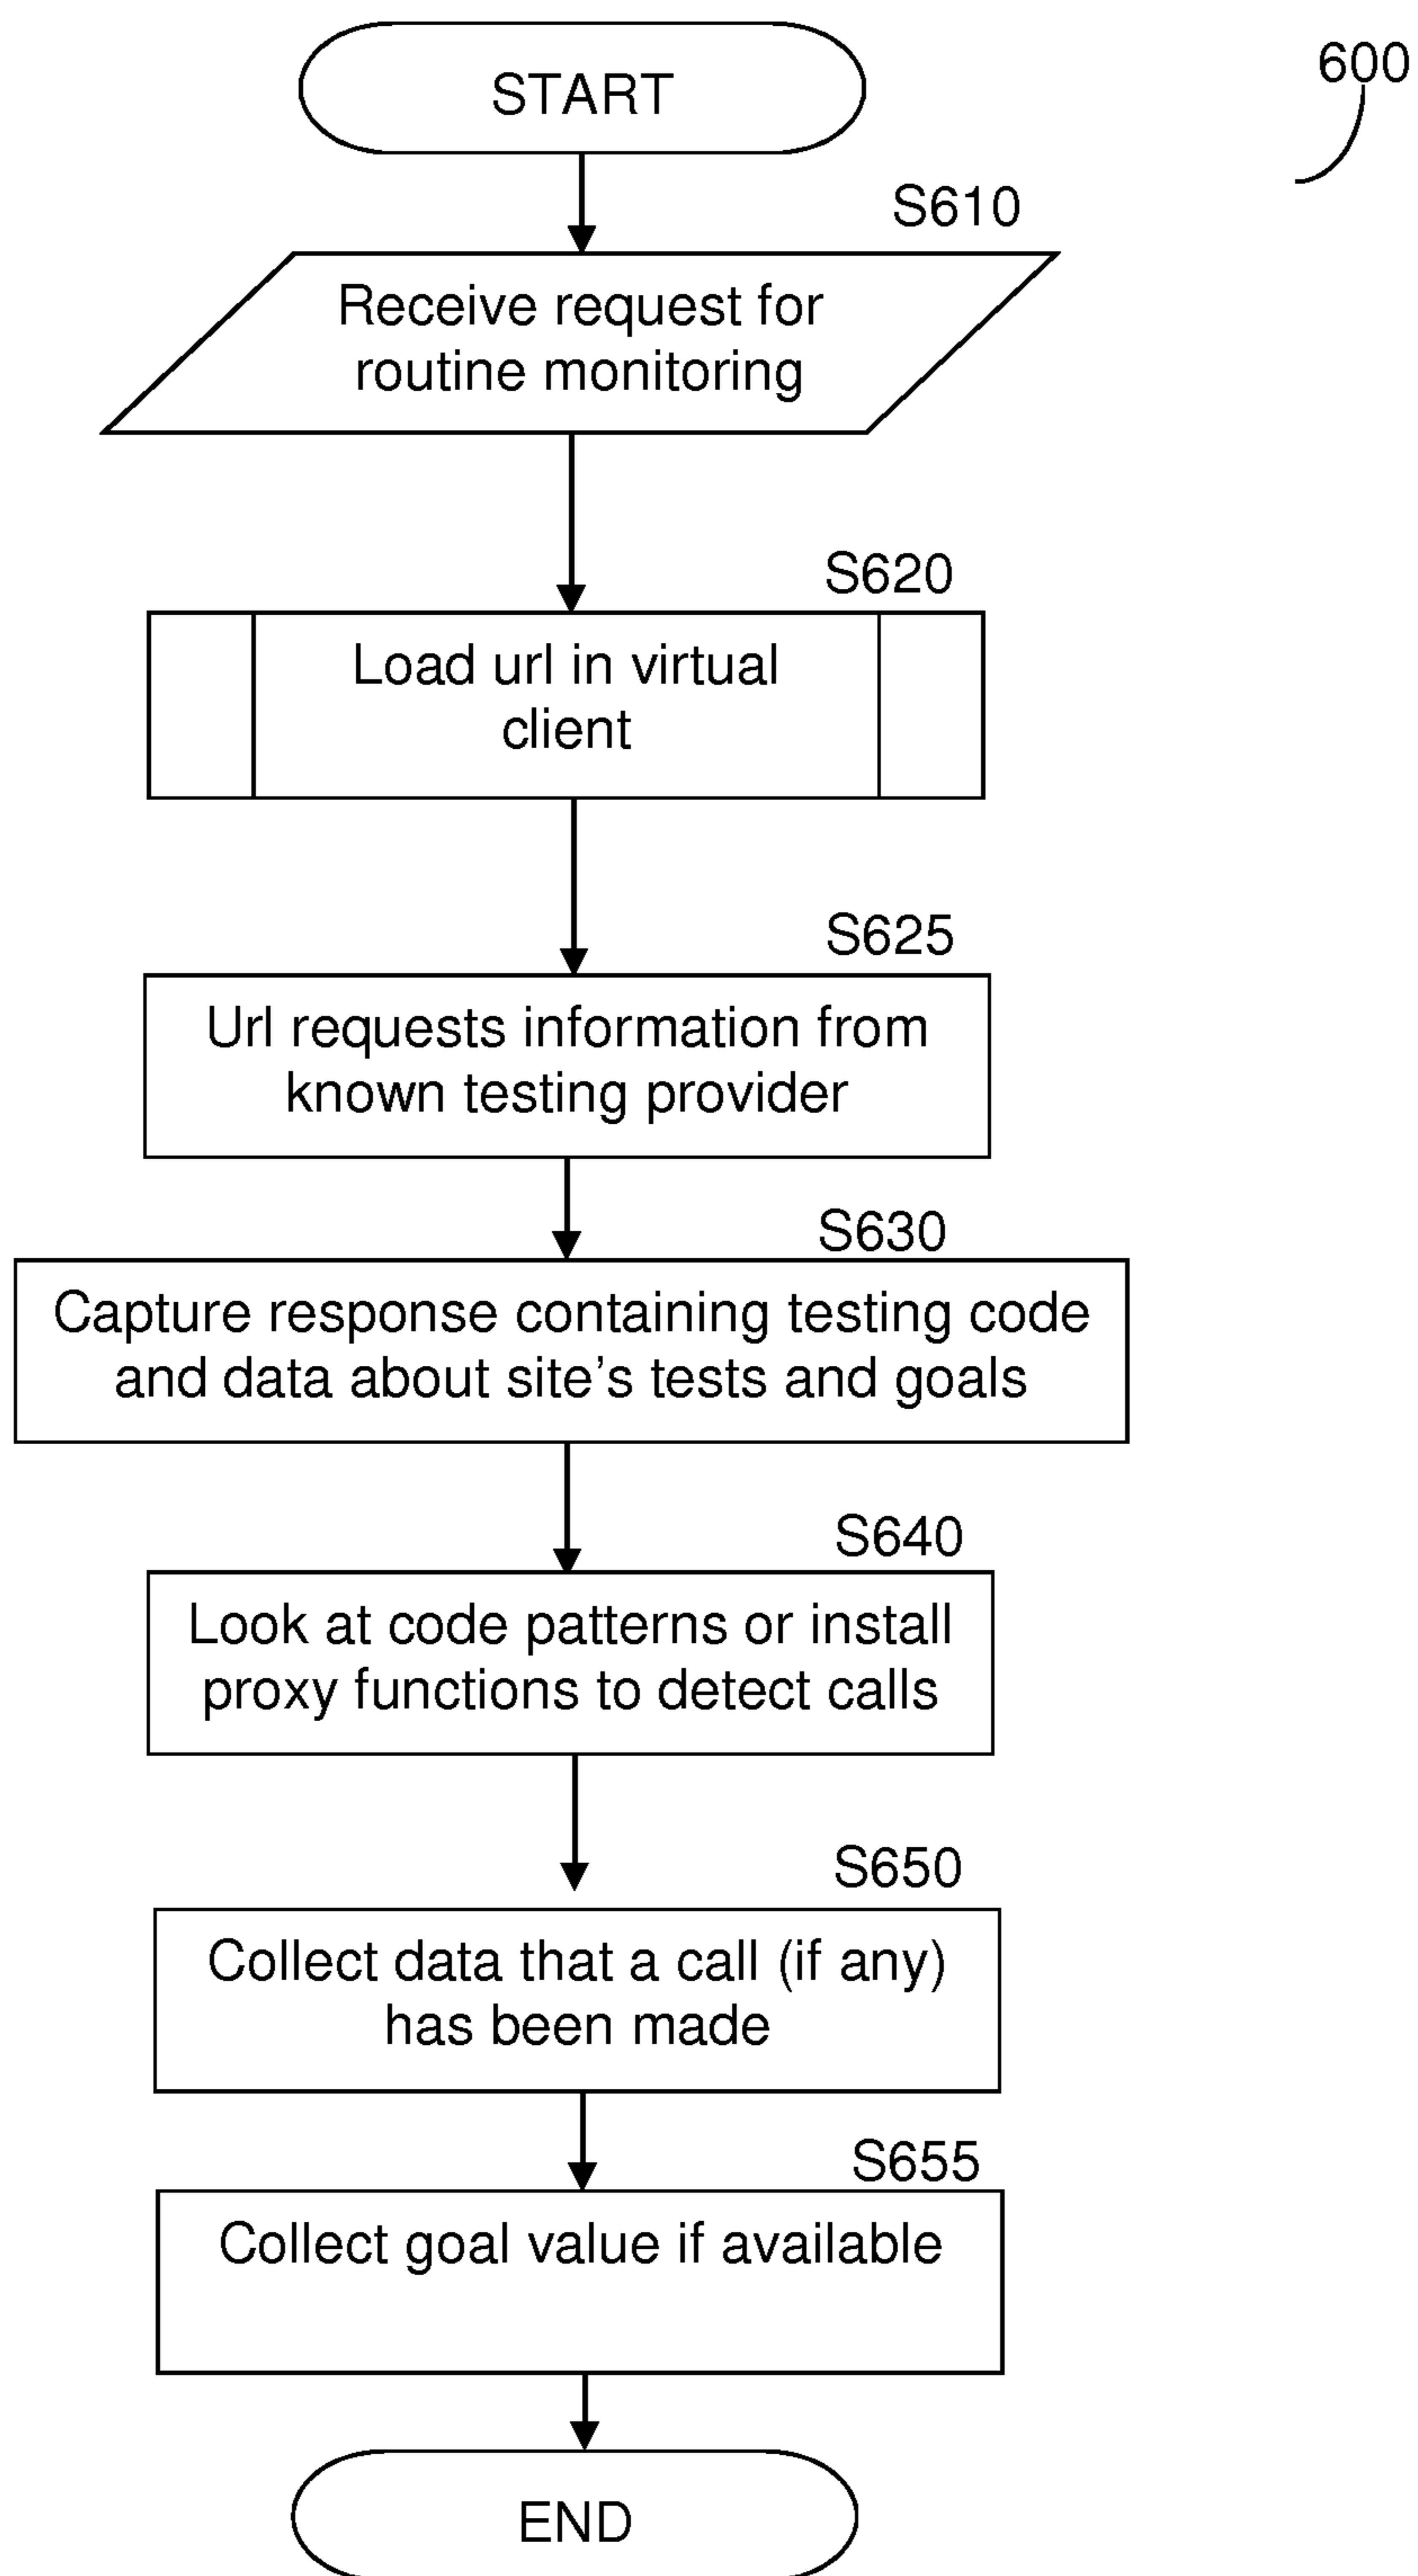 START
600
S610
Receive request for
routine monitoring
S620
Load url in virtual
client
S625
Url requests information from
known testing provider
S630
Capture response containing testing code
and data about site’s tests and goals
S640
Look at code patterns or install
proxy functions to detect calls
S650
Collect data that a call (if any)
has been made
S655
Collect goal value if available
END